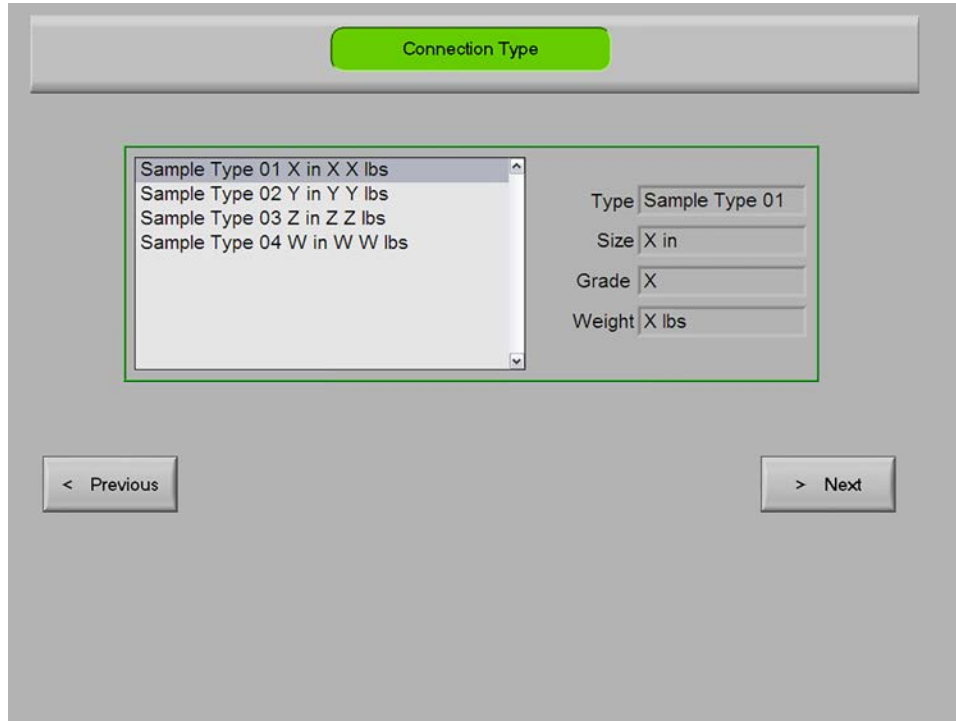 Connection Type
Sample Type 01 X in X X lbs
Sample Type 02 Y in Y Y lbs
Sample Type 03 Z in Z Z lbs
Sample Type 04 W in W W lbs
Type Sample Type 01
Size X in
Grade X
Weight X lbs
< Previous
> Next